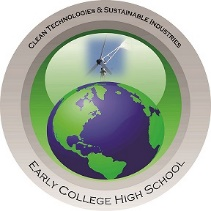 CLEAN TECHNOLOGIES & SUSTAINABLE INDUSTRIES
EARLY COLLEGE HIGH SCHOOL